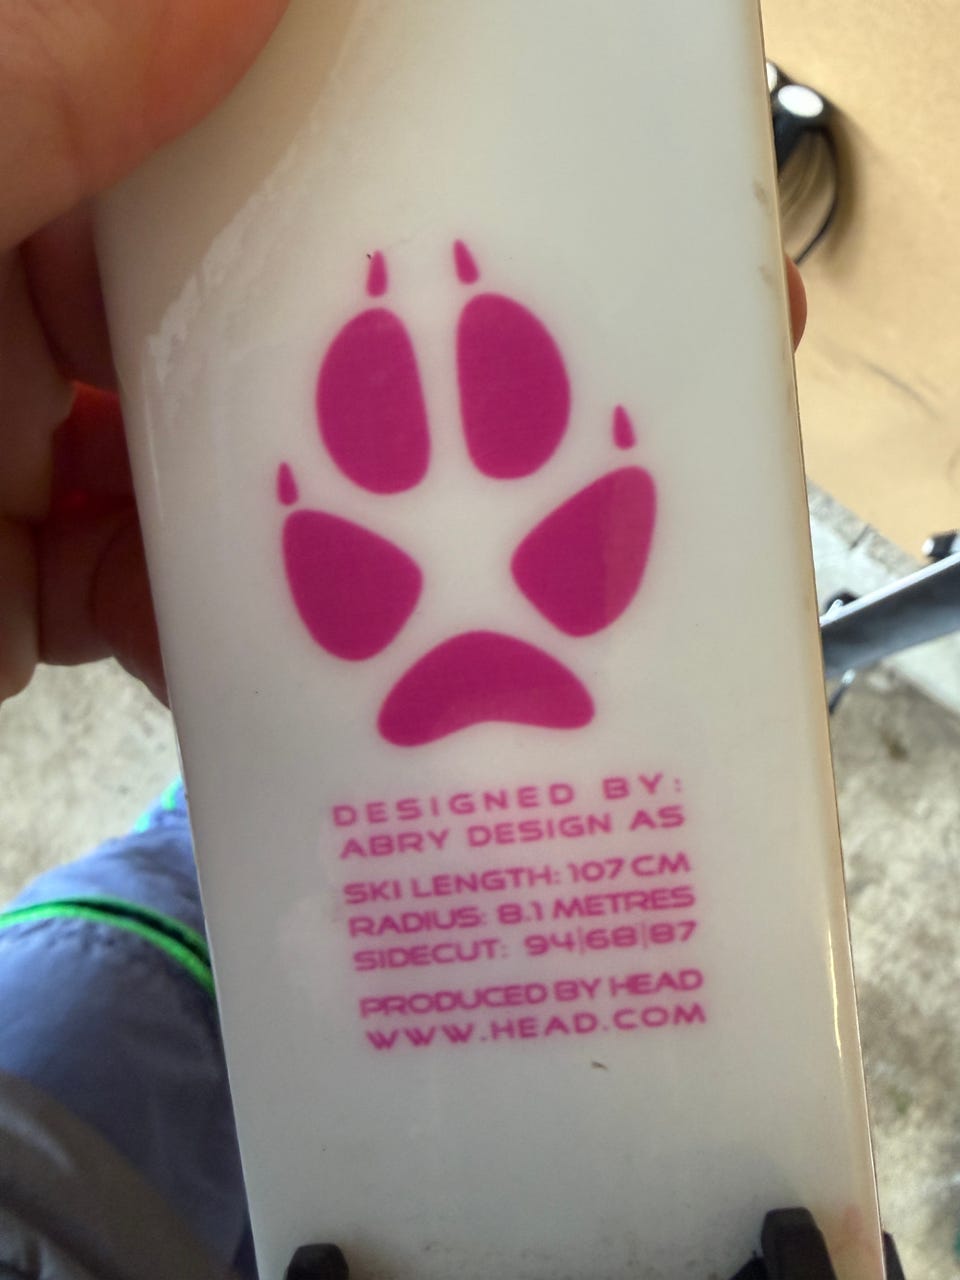 DESIGNED BY:
ABRY DESIGN AS
SKI LENGTH: 107 CM
RADIUS: 8.1 METRES
SIDECUT: 94|68|87
PRODUCED BY HEAD
WWW.HEAD.COM